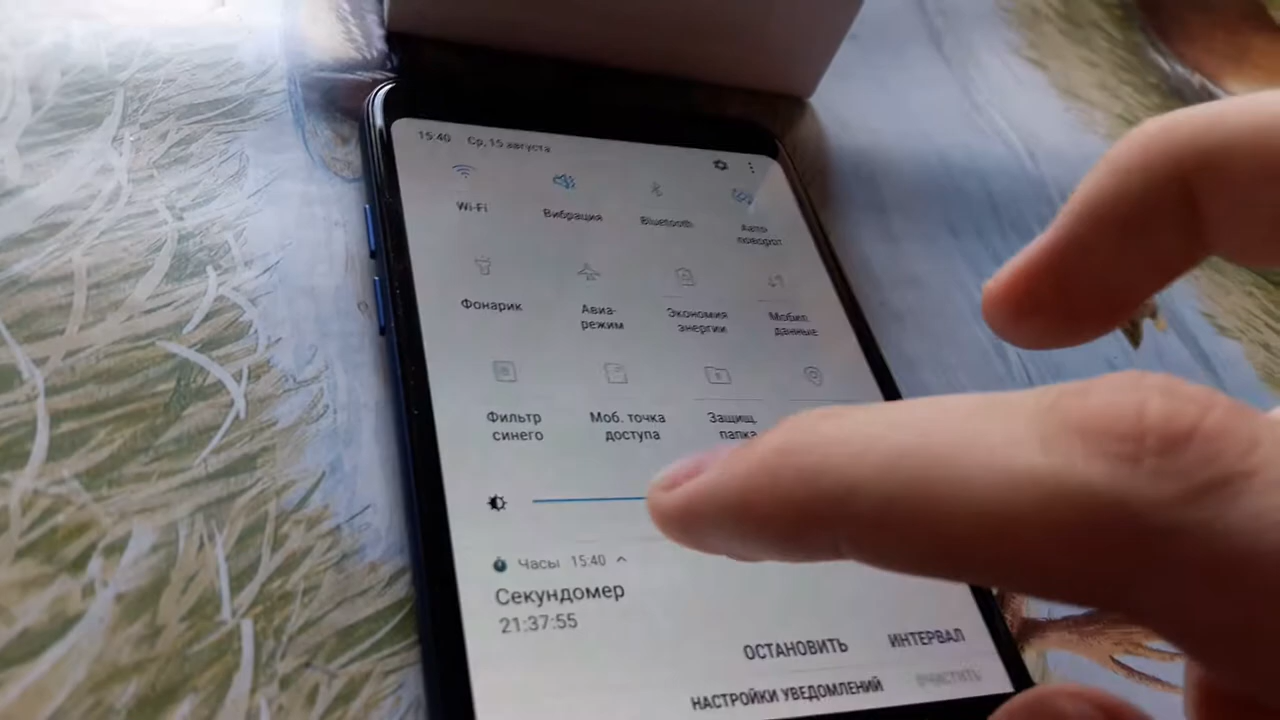 15:40 Ср, 15 августа
Wi-Fi Вибрация Bluetooth Авто-
поворот
Фонарик Авиа-
режим Экономия
энергии Мобил.
данные
Фильтр
синего Моб. точка
доступа Защищ.
папка
Часы 15:40
Секундомер
21:37:55
ОСТАНОВИТЬ ИНТЕРВАЛ
НАСТРОЙКИ УВЕДОМЛЕНИЙ ОЧИСТИТЬ